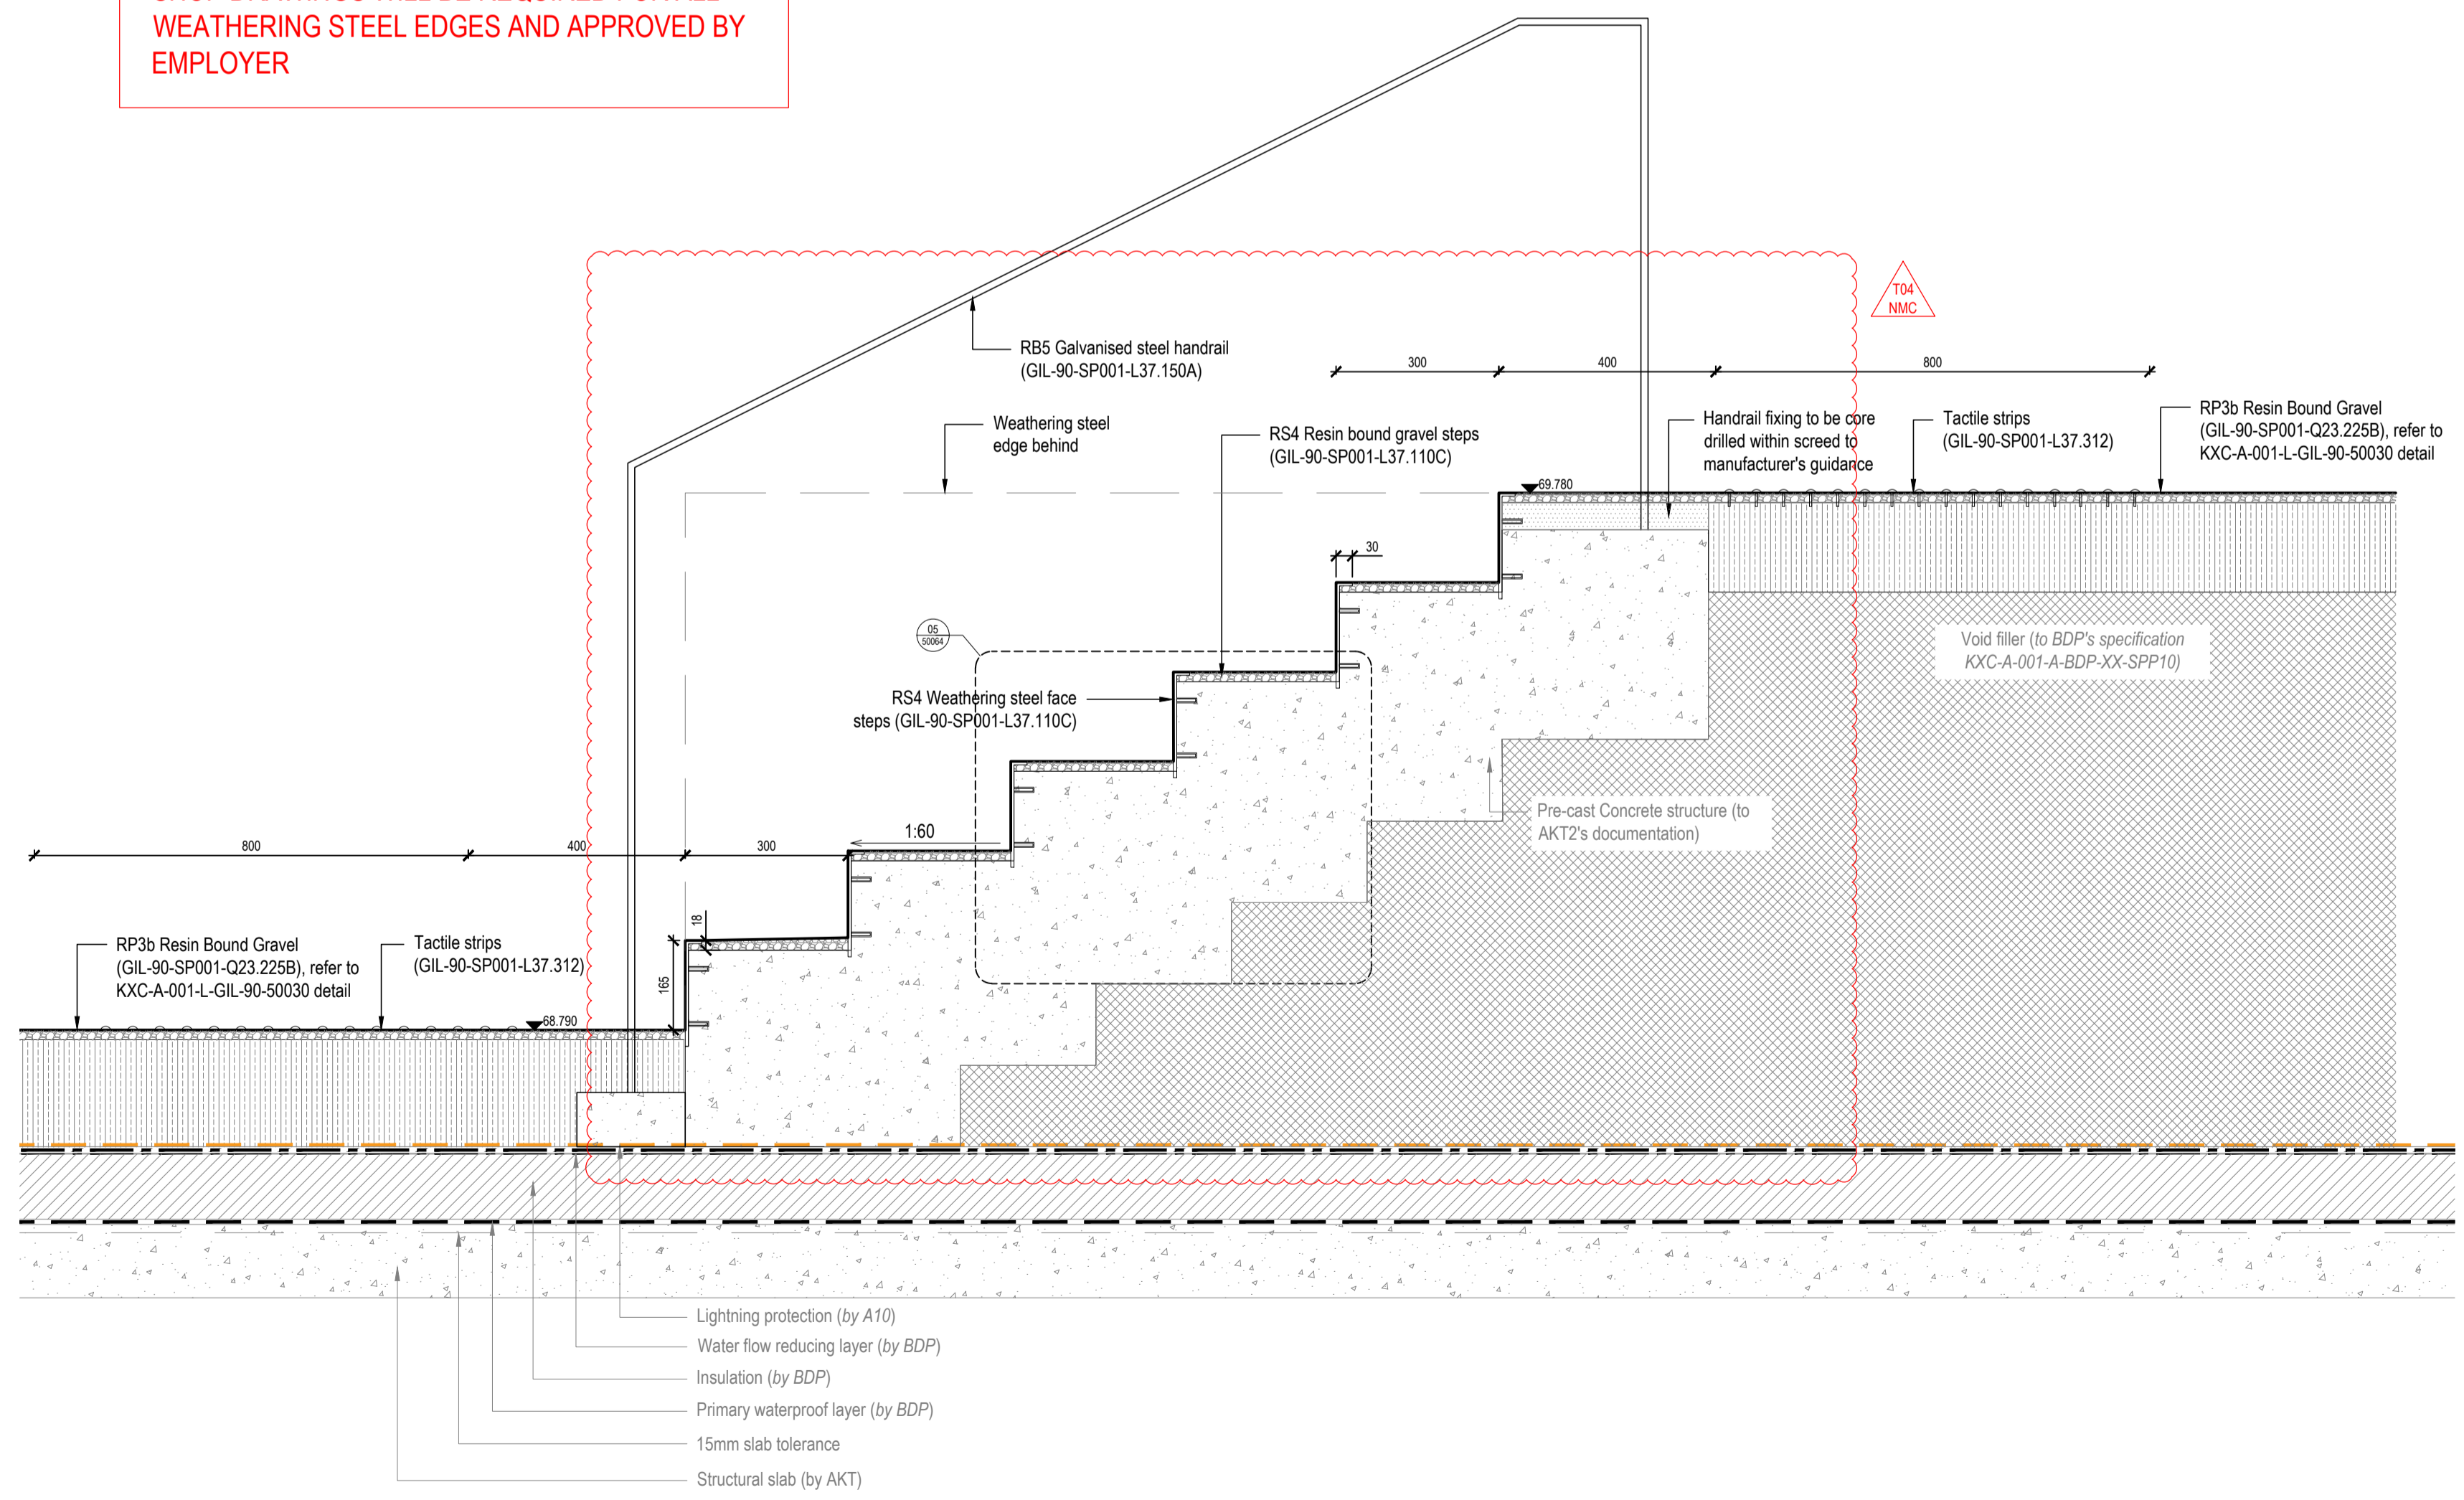 WEATHERING STEEL EDGES AND APPROVED BY
EMPLOYER
T04
NMC
RB5 Galvanised steel handrail
(GIL-90-SP001-L37.150A)
300
400
800
Weathering steel
edge behind
RS4 Resin bound gravel steps
(GIL-90-SP001-L37.110C)
Handrail fixing to be core
drilled within screed to
manufacturer's guidance
Tactile strips
(GIL-90-SP001-L37.312)
RP3b Resin Bound Gravel
(GIL-90-SP001-Q23.225B), refer to
KXC-A-001-L-GIL-90-50030 detail
69.780
30
05
50064
Void filler (to BDP's specification
KXC-A-001-A-BDP-XX-SPP10)
RS4 Weathering steel face
steps (GIL-90-SP001-L37.110C)
Pre-cast Concrete structure (to
AKT2's documentation)
1:60
800
400
300
18
165
RP3b Resin Bound Gravel
(GIL-90-SP001-Q23.225B), refer to
KXC-A-001-L-GIL-90-50030 detail
Tactile strips
(GIL-90-SP001-L37.312)
68.790
Lightning protection (by A10)
Water flow reducing layer (by BDP)
Insulation (by BDP)
Primary waterproof layer (by BDP)
15mm slab tolerance
Structural slab (by AKT)